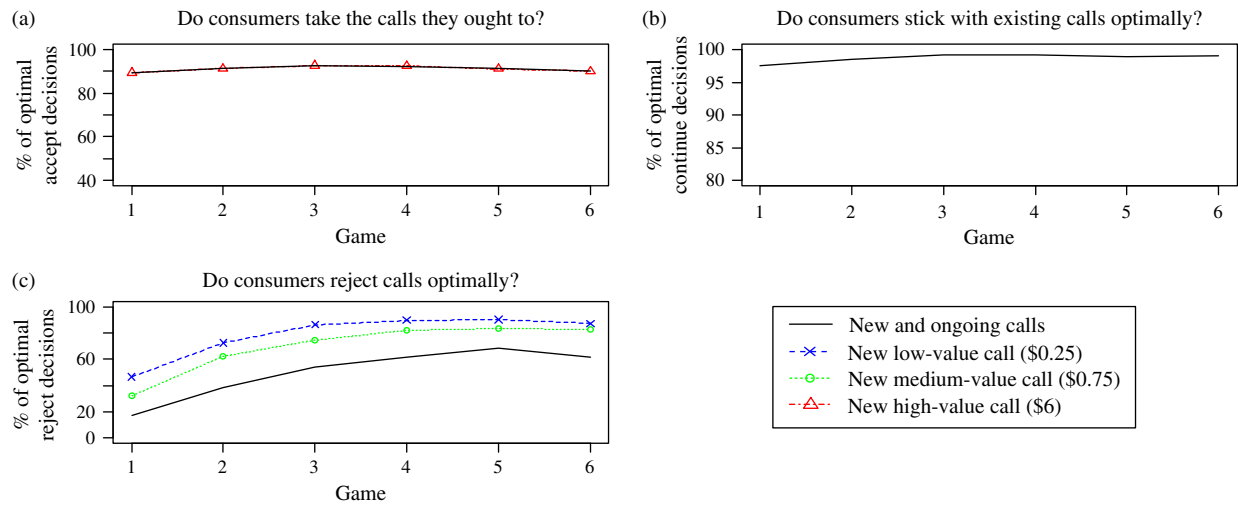 (a) Do consumers take the calls they ought to?
% of optimal
accept decisions
100
80
60
40
1 2 3 4 5 6
Game
(b) Do consumers stick with existing calls optimally?
% of optimal
continue decisions
100
95
90
85
80
1 2 3 4 5 6
Game
(c) Do consumers reject calls optimally?
% of optimal
reject decisions
100
60
20
0
1 2 3 4 5 6
Game
New and ongoing calls
New low-value call ($0.25)
New medium-value call ($0.75)
New high-value call ($6)